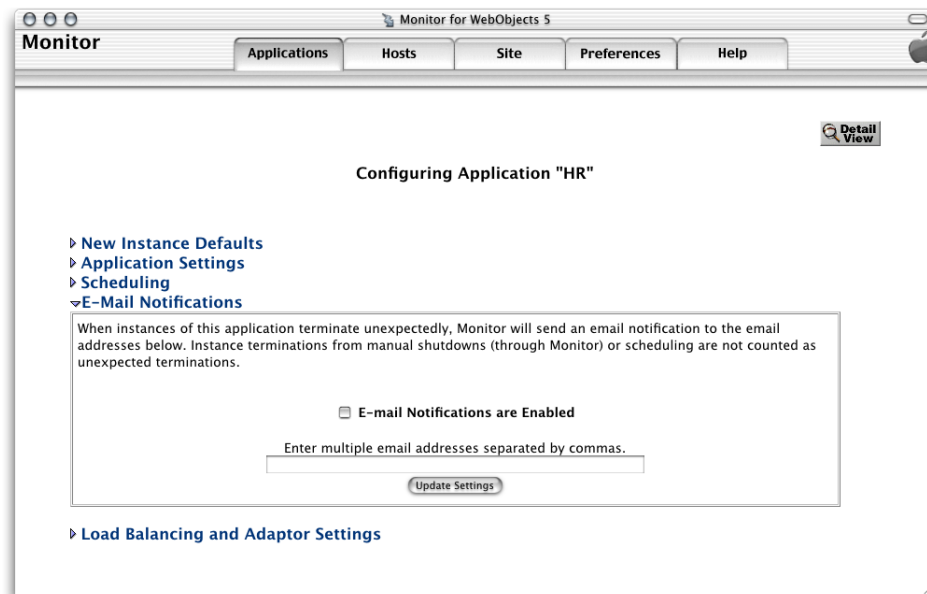 Monitor for WebObjects 5
Monitor
Applications
Hosts
Site
Preferences
Help
Detail
View
Configuring Application "HR"
New Instance Defaults
Application Settings
Scheduling
E-Mail Notifications
When instances of this application terminate unexpectedly, Monitor will send an email notification to the email
addresses below. Instance terminations from manual shutdowns (through Monitor) or scheduling are not counted as
unexpected terminations.
E-mail Notifications are Enabled
Enter multiple email addresses separated by commas.
Update Settings
Load Balancing and Adaptor Settings